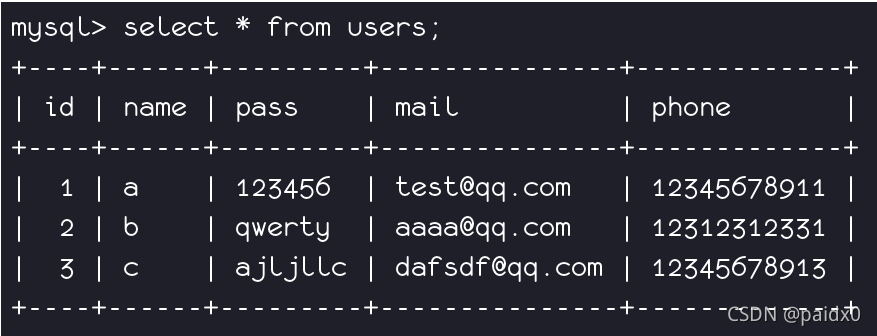 mysql> select * from users;
+----+------+---------+---------------+-------------+
| id | name | pass    | mail          | phone       |
+----+------+---------+---------------+-------------+
|  1 | a    | 123456  | test@qq.com   | 12345678911 |
|  2 | b    | qwerty  | aaaa@qq.com   | 12312312331 |
|  3 | c    | ajljllc | dafsdf@qq.com | 12345678913 |
+----+------+---------+---------------+-------------+
CSDN @paidx0